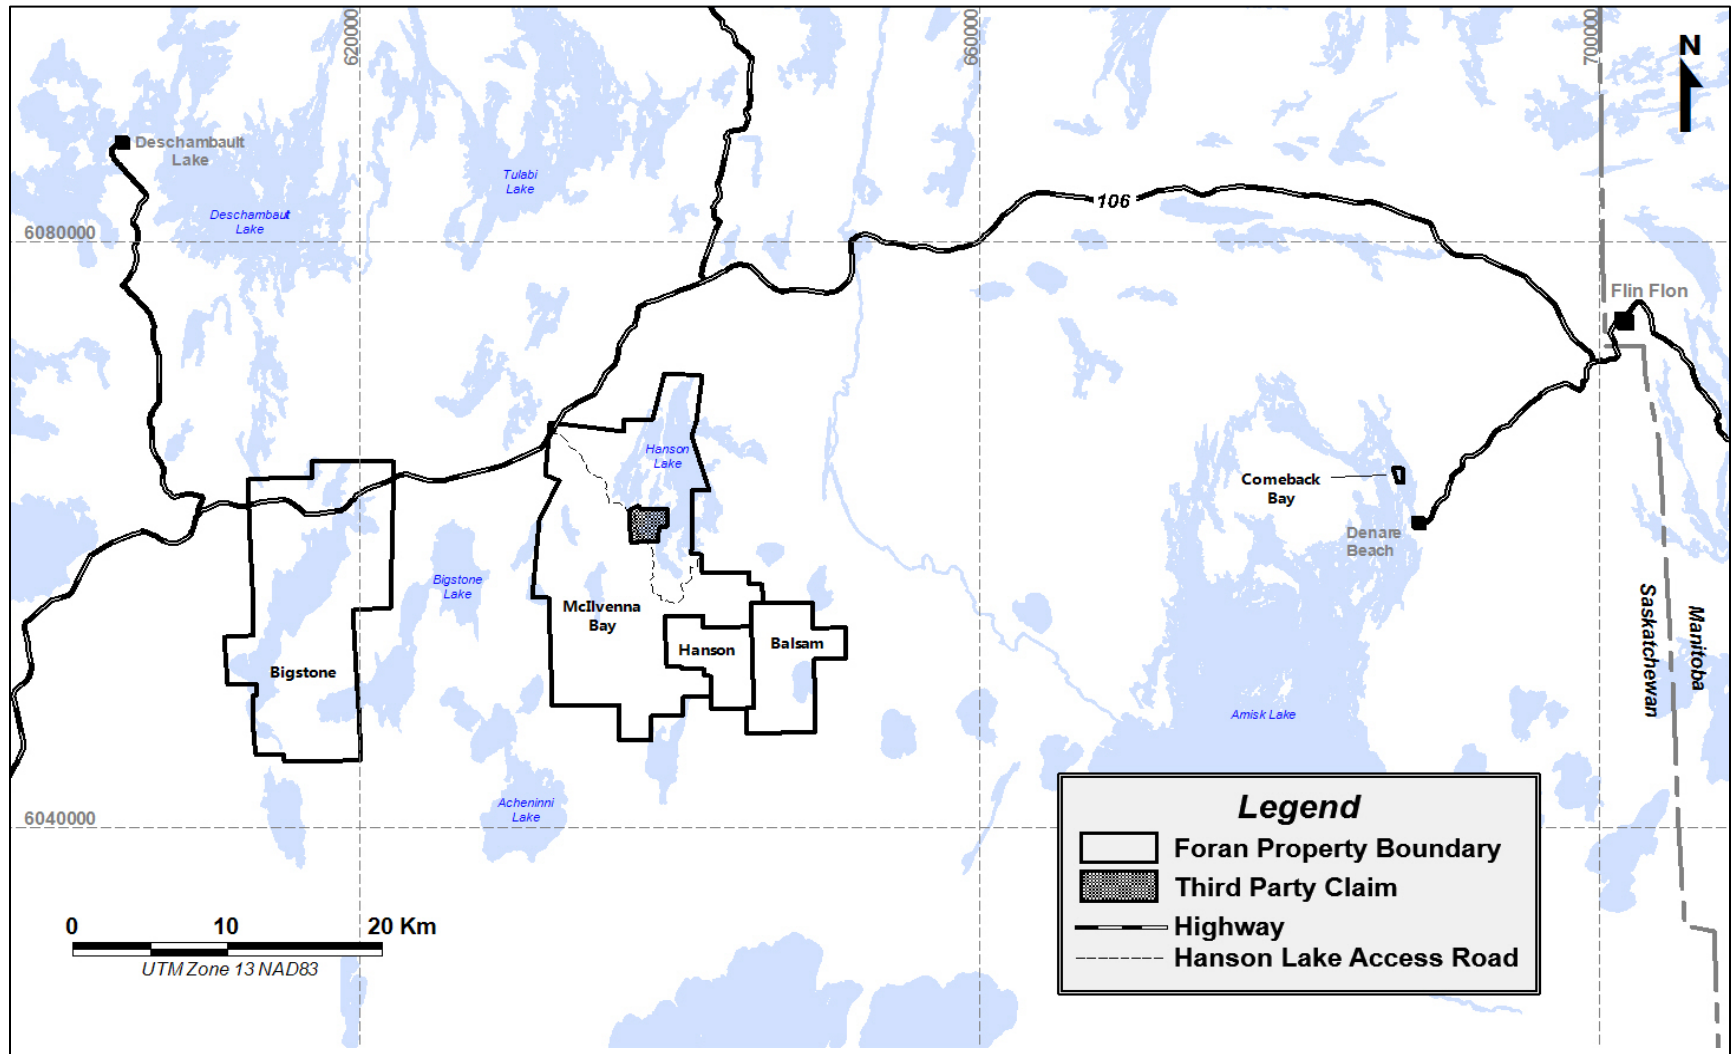 620000
660000
700000
N
Deschambault
Lake
Tulabi
Lake
106
Deschambault
Lake
6080000
Flin Flon
Hanson
Lake
Comeback
Bay
Denare
Beach
Bigstone
Lake
McIlvenna
Bay
Hanson
Balsam
Bigstone
Saskatchewan
Manitoba
Amisk Lake
Acheninni
Lake
6040000
Legend
Foran Property Boundary
Third Party Claim
Highway
Hanson Lake Access Road
0 10 20 Km
UTM Zone 13 NAD83